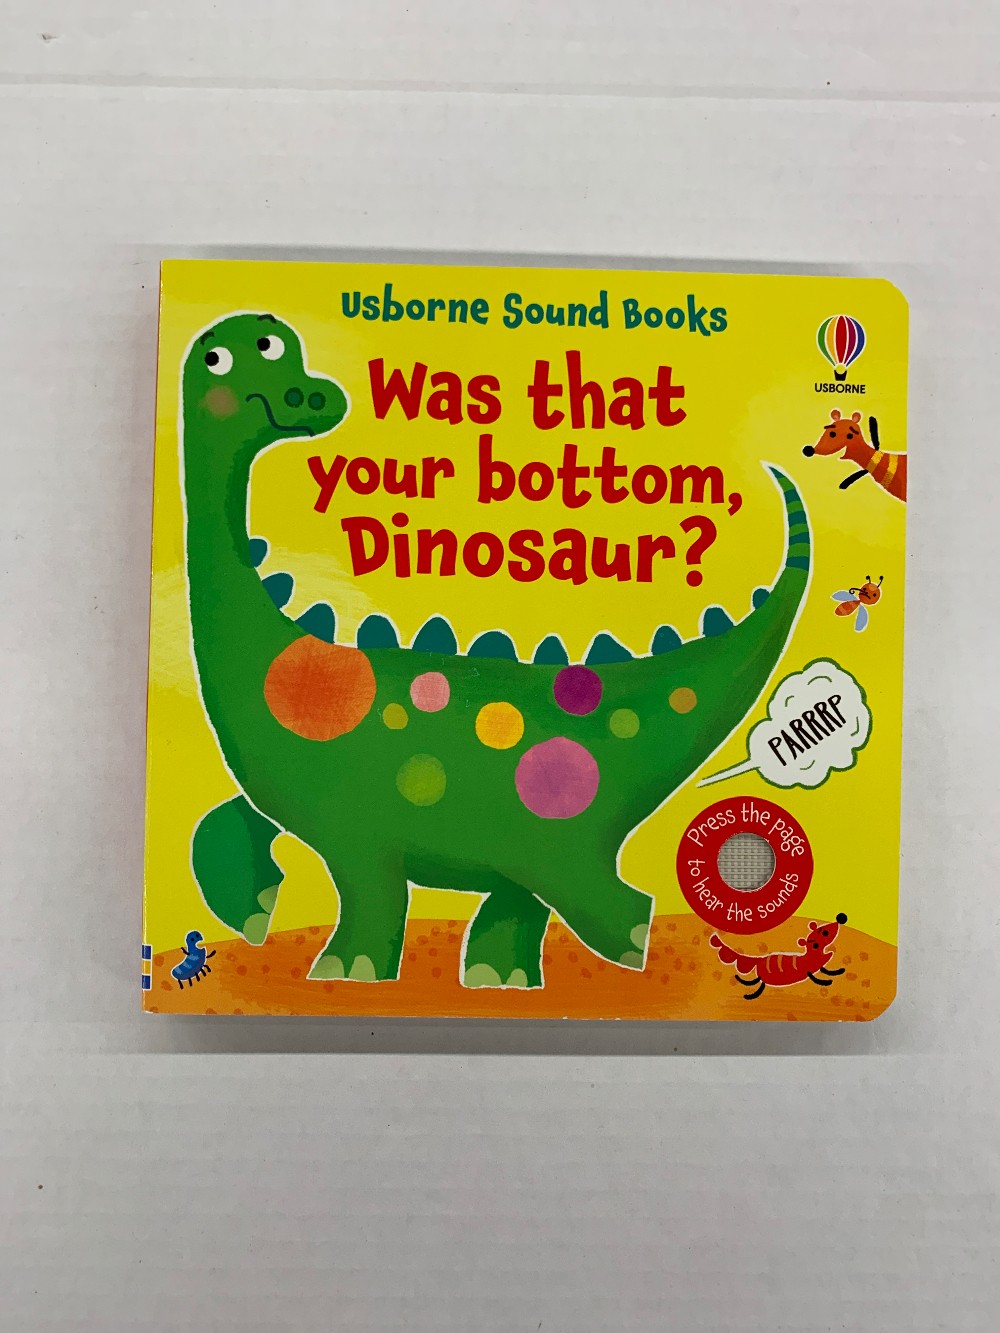 Usborne Sound Books
USBORNE
Was that
your bottom,
Dinosaur?
PARRRP
Press the page
to hear the sounds